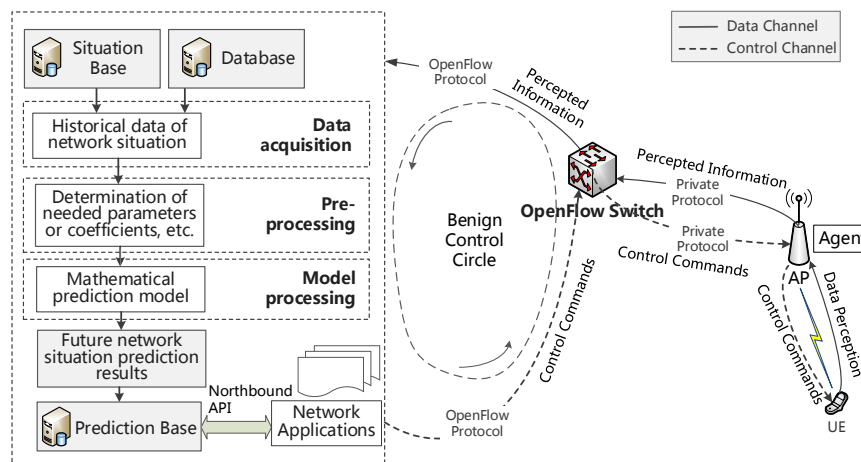 Situation
Base
Database
Historical data of
network situation
Data
acquisition
Determination of
needed parameters
or coefficients, etc.
Pre-
processing
Mathematical
prediction model
Model
processing
Future network
situation prediction
results
Prediction Base
Northbound
API
Network
Applications
OpenFlow
Protocol
Percepted
Information
Benign
Control
Circle
OpenFlow
Protocol
Control Commands
OpenFlow Switch
Data Channel
Control Channel
Percepted Information
Private
Protocol
Private
Protocol
Control Commands
Agent
AP
Control Commands
Data Perception
UE